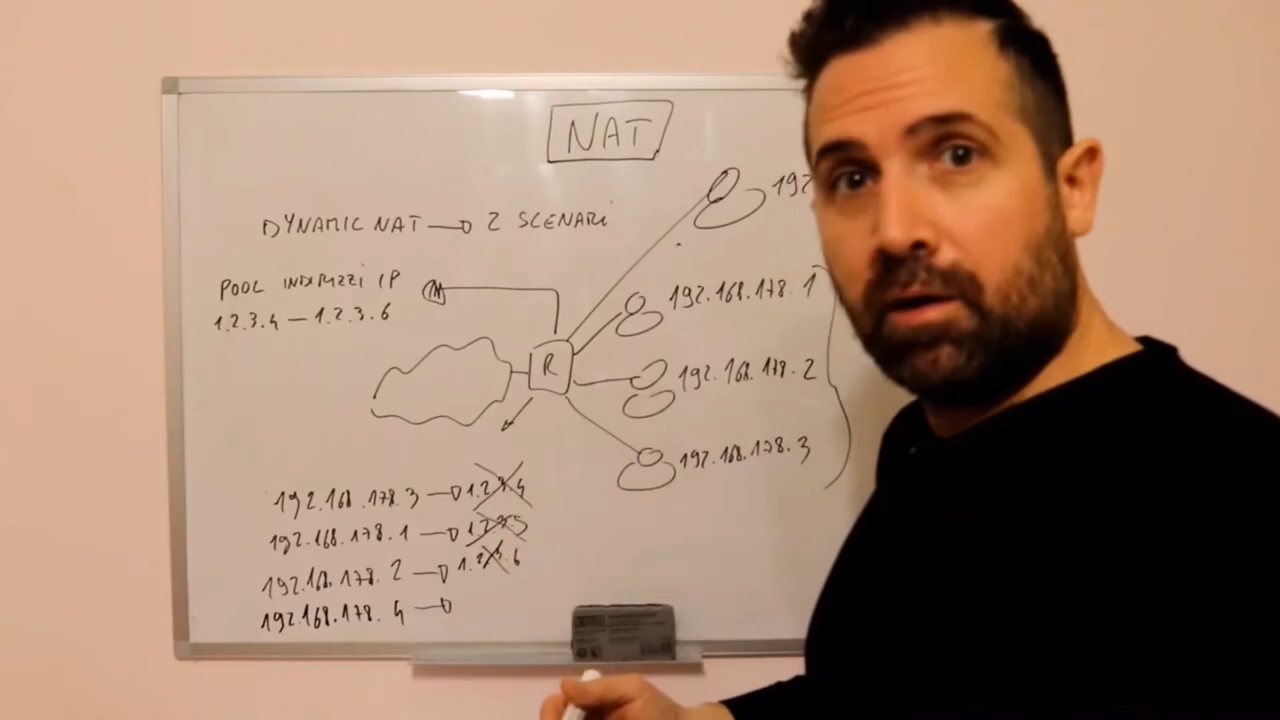 NAT
DYNAMIC NAT → 2 SCENARI
POOL INDIRIZZI IP
1.2.3.4 — 1.2.3.6
192
192.168.178.1
192.168.178.2
192.168.178.3
R
192.168.178.3 → 1.2.3.4
192.168.178.1 → 1.2.3.5
192.168.178.2 → 1.2.3.6
192.168.178.4 →